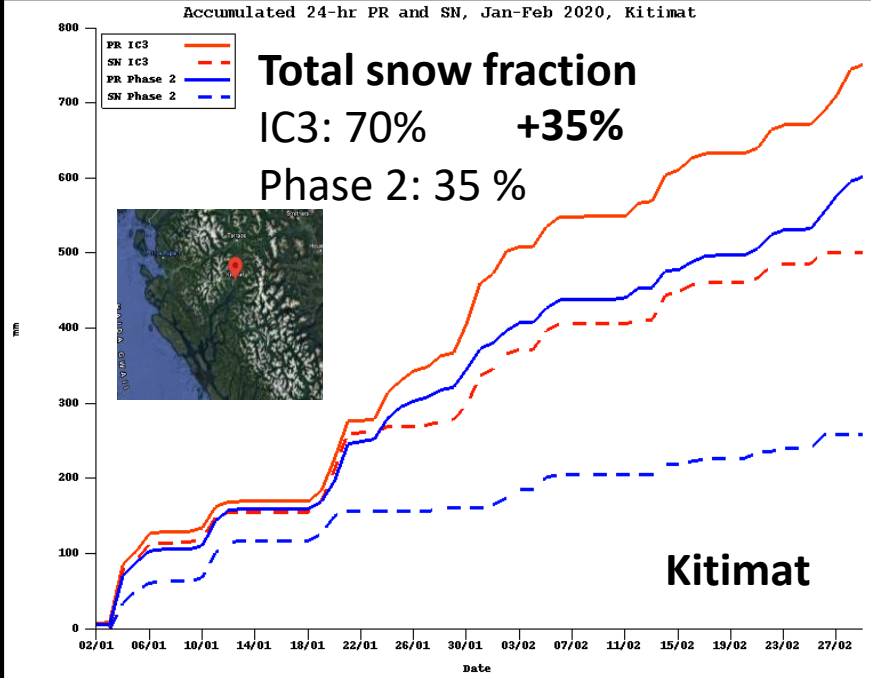 Accumulated 24-hr PR and SN, Jan-Feb 2020, Kitimat
800
700
600
500
400
300
200
100
0
mm
PR IC3
SN IC3
PR Phase 2
SN Phase 2
Total snow fraction
IC3: 70% +35%
Phase 2: 35 %
Smithers
Terrace
Kitimat
02/01 06/01 10/01 14/01 18/01 22/01 26/01 30/01 03/02 07/02 11/02 15/02 19/02 23/02 27/02
Date